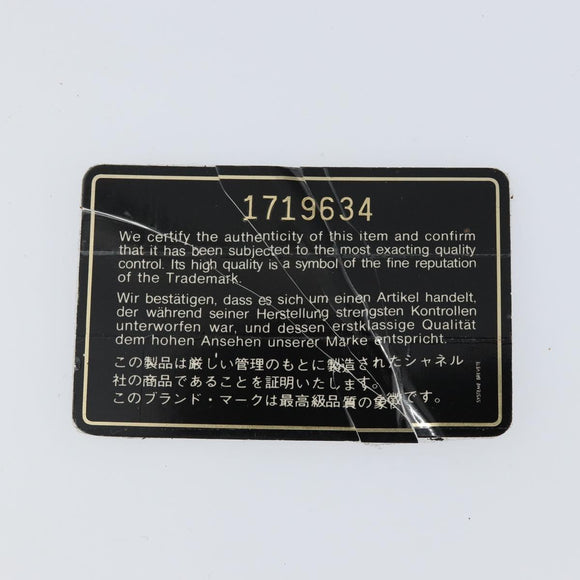 1719634
We certify the authenticity of this item and confirm
that it has been subjected to the most exacting quality
control. Its high quality is a symbol of the fine reputation
of the Trademark.
Wir bestätigen, dass es sich um einen Artikel handelt,
der während seiner Herstellung strengsten Kontrollen
unterworfen war, und dessen erstklassige Qualität
dem hohen Ansehen unserer Marke entspricht.
この製品は厳しい管理のもとに製造されたシャネル
社の商品であることを証明いたします。
このブランド・マークは最高級品質の象徴です。
SYSTEME BREVETE